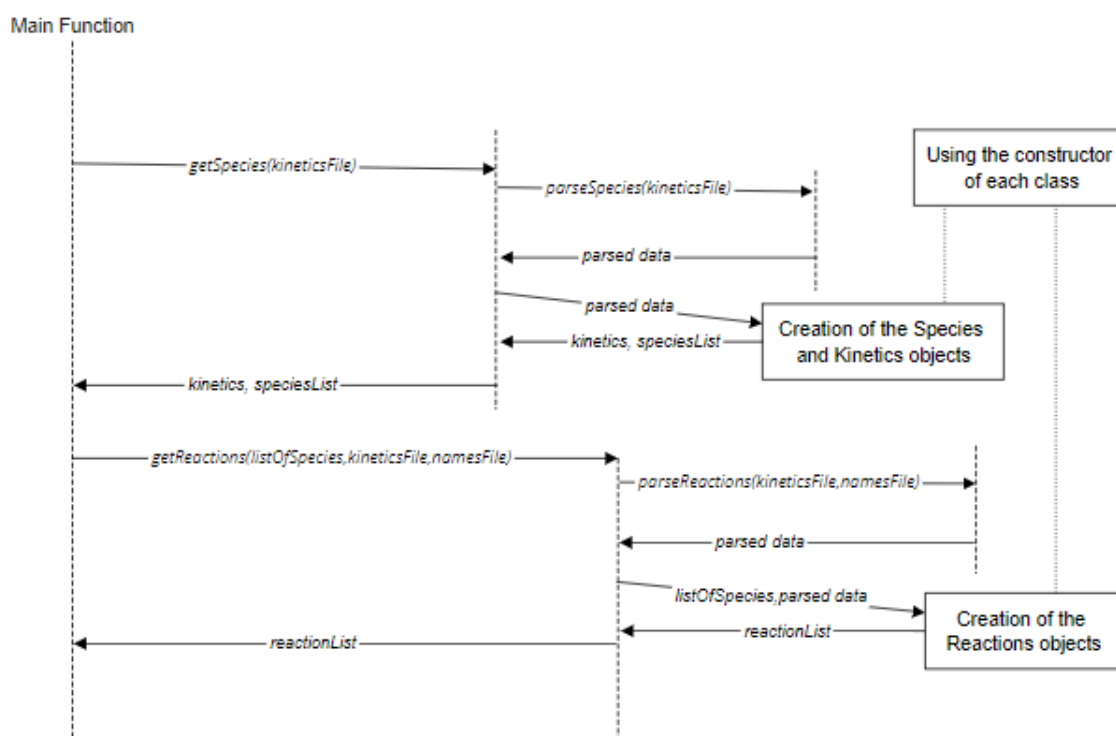 Main Function
getSpecies(kineticsFile)
Using the constructor
of each class
parseSpecies(kineticsFile)
parsed data
parsed data
Creation of the Species
and Kinetics objects
kinetics, speciesList
kinetics, speciesList
getReactions(listOfSpecies,kineticsFile,namesFile)
parseReactions(kineticsFile,namesFile)
parsed data
listOfSpecies,parsed data
Creation of the
Reactions objects
reactionList
reactionList